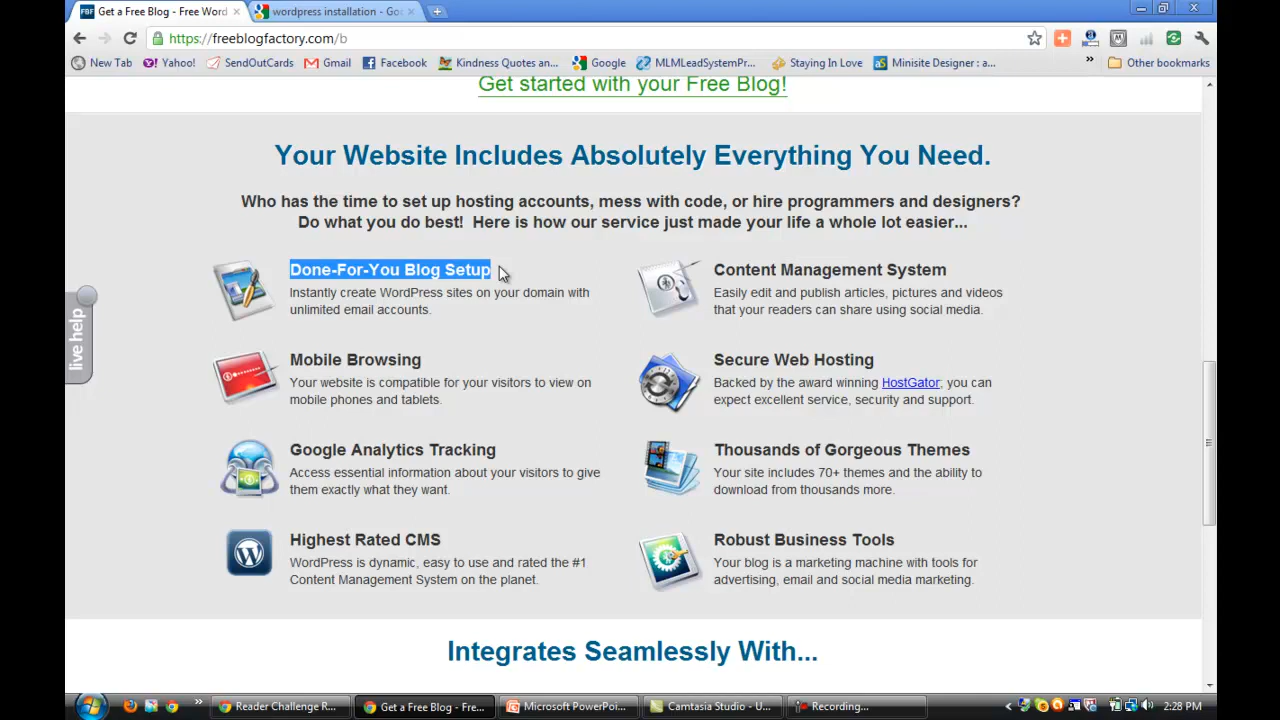 Get a Free Blog - Free Word
wordpress installation - Goo
https://freeblogfactory.com/b
New Tab
Yahoo!
SendOutCards
Gmail
Facebook
Kindness Quotes an...
Google
MLMLeadSystemPr...
Staying In Love
Minisite Designer : a...
»
Other bookmarks
Get started with your Free Blog!
Your Website Includes Absolutely Everything You Need.
Who has the time to set up hosting accounts, mess with code, or hire programmers and designers?
Do what you do best! Here is how our service just made your life a whole lot easier...
Done-For-You Blog Setup
Instantly create WordPress sites on your domain with
unlimited email accounts.
Content Management System
Easily edit and publish articles, pictures and videos
that your readers can share using social media.
live help
Mobile Browsing
Your website is compatible for your visitors to view on
mobile phones and tablets.
Secure Web Hosting
Backed by the award winning HostGator, you can
expect excellent service, security and support.
Google Analytics Tracking
Access essential information about your visitors to give
them exactly what they want.
Thousands of Gorgeous Themes
Your site includes 70+ themes and the ability to
download from thousands more.
Highest Rated CMS
WordPress is dynamic, easy to use and rated the #1
Content Management System on the planet.
Robust Business Tools
Your blog is a marketing machine with tools for
advertising, email and social media marketing.
Integrates Seamlessly With...
»
Reader Challenge R...
Get a Free Blog - Fre...
Microsoft PowerPoi...
Camtasia Studio - U...
Recording...
2:28 PM